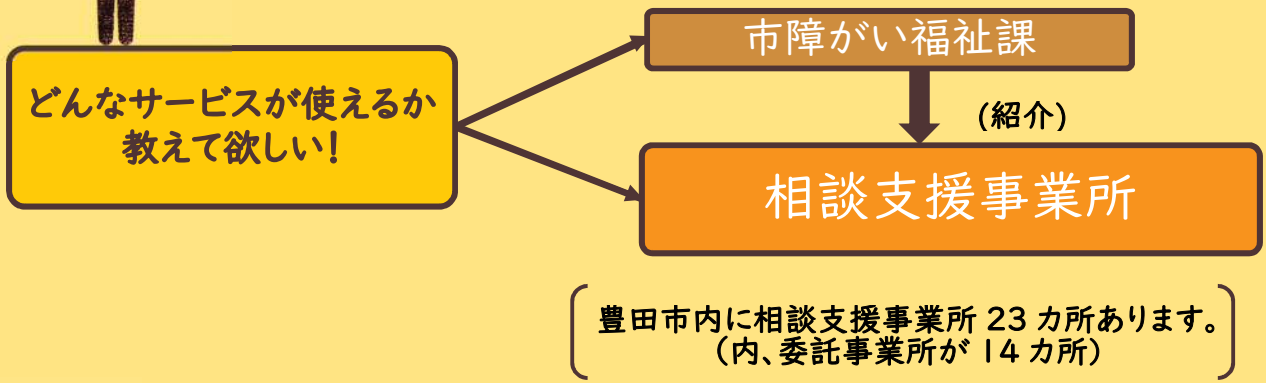 どんなサービスが使えるか
教えて欲しい!
市障がい福祉課
(紹介)
相談支援事業所
豊田市内に相談支援事業所 23 カ所あります。
(内、委託事業所が 14 カ所)